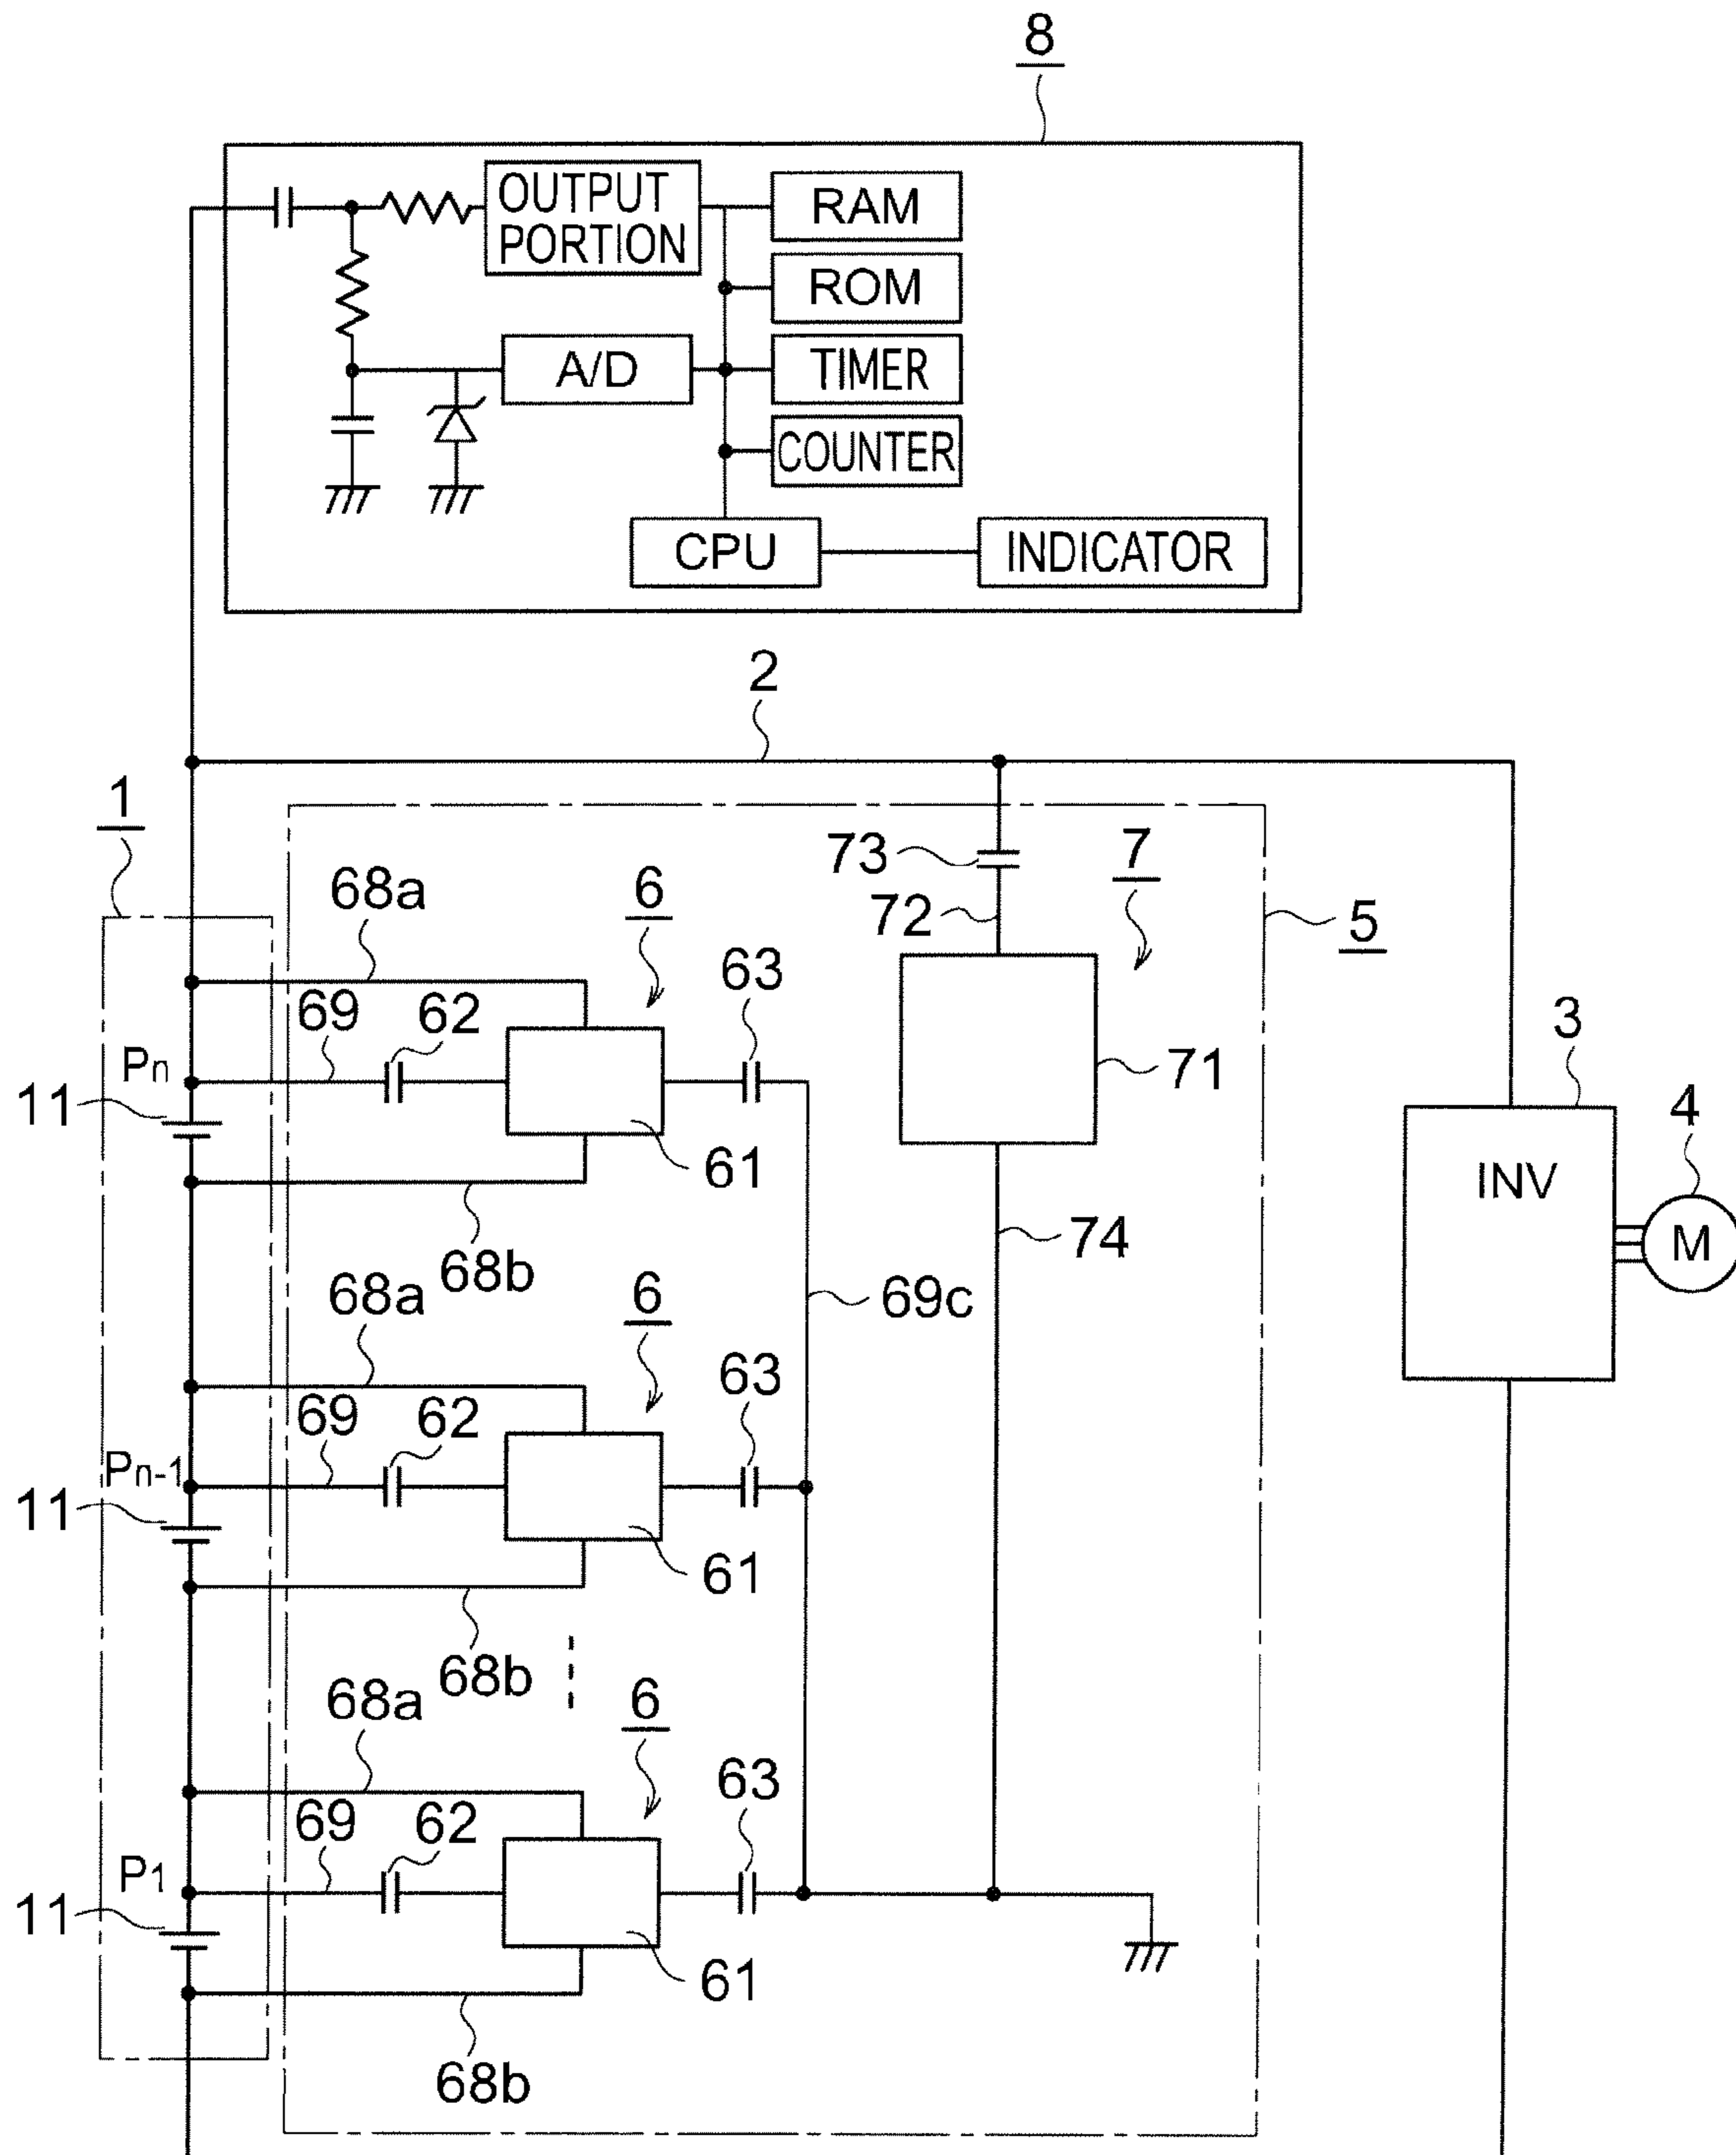 8
OUTPUT
PORTION
RAM
ROM
A/D
TIMER
COUNTER
CPU
INDICATOR
2
1
73
7
68a
6
72
5
63
69
62
3
Pn
71
4
11
61
INV
74
M
68b
68a
6
69c
63
69
62
Pn-1
11
61
68b
68a
6
63
69
62
P1
11
61
68b